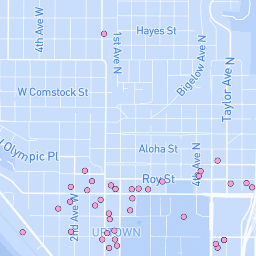 Hayes St
4th Ave W
1st Ave N
Bigelow Ave N
Taylor Ave N
W Comstock St
Olympic Pl
Aloha St
4th Ave N
Roy St
2nd Ave W
UPTOWN